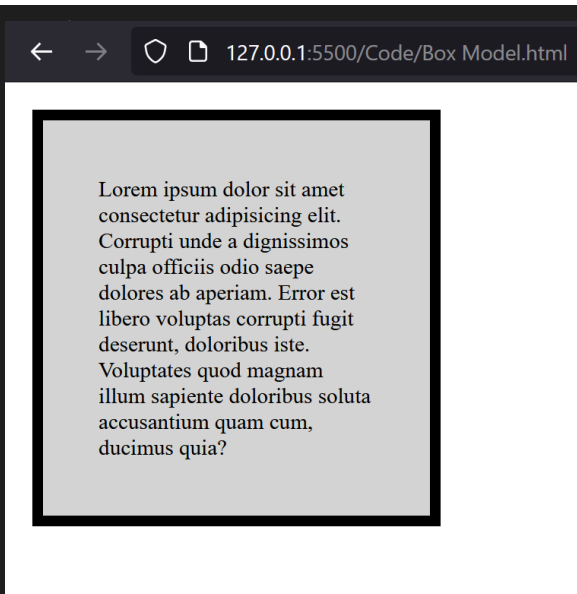 127.0.0.1:5500/Code/Box Model.html
Lorem ipsum dolor sit amet
consectetur adipisicing elit.
Corrupti unde a dignissimos
culpa officiis odio saepe
dolores ab aperiam. Error est
libero voluptas corrupti fugit
deserunt, doloribus iste.
Voluptates quod magnam
illum sapiente doloribus soluta
accusantium quam cum,
ducimus quia?